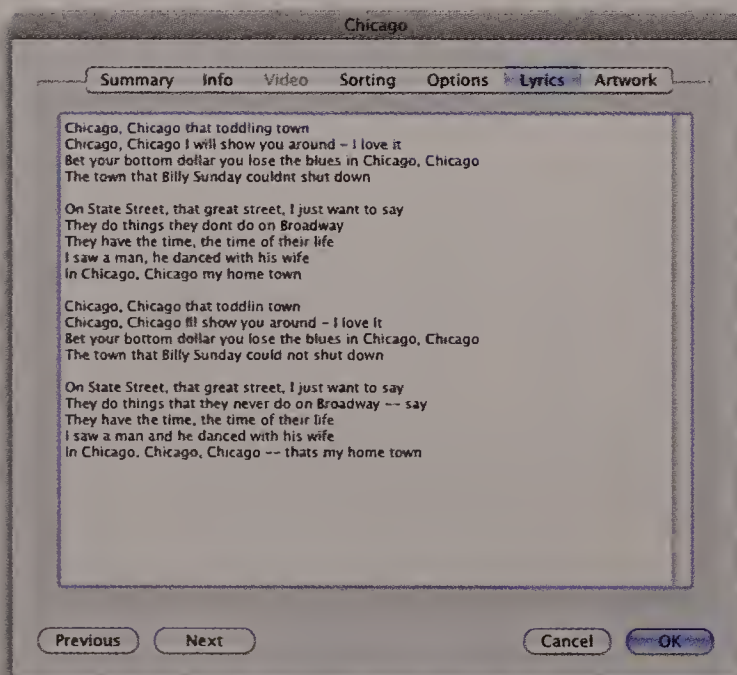 Chicago
Summary Info Video Sorting Options Lyrics Artwork
Chicago, Chicago that toddling town
Chicago, Chicago I will show you around – I love it
Bet your bottom dollar you lose the blues in Chicago, Chicago
The town that Billy Sunday couldnt shut down
On State Street, that great street, I just want to say
They do things they dont do on Broadway
They have the time, the time of their life
I saw a man, he danced with his wife
In Chicago, Chicago my home town
Chicago, Chicago that toddlin town
Chicago, Chicago Ill show you around – I love it
Bet your bottom dollar you lose the blues in Chicago, Chicago
The town that Billy Sunday could not shut down
On State Street, that great street, I just want to say
They do things that they never do on Broadway -- say
They have the time, the time of their life
I saw a man and he danced with his wife
In Chicago, Chicago, Chicago -- thats my home town
Previous Next Cancel OK